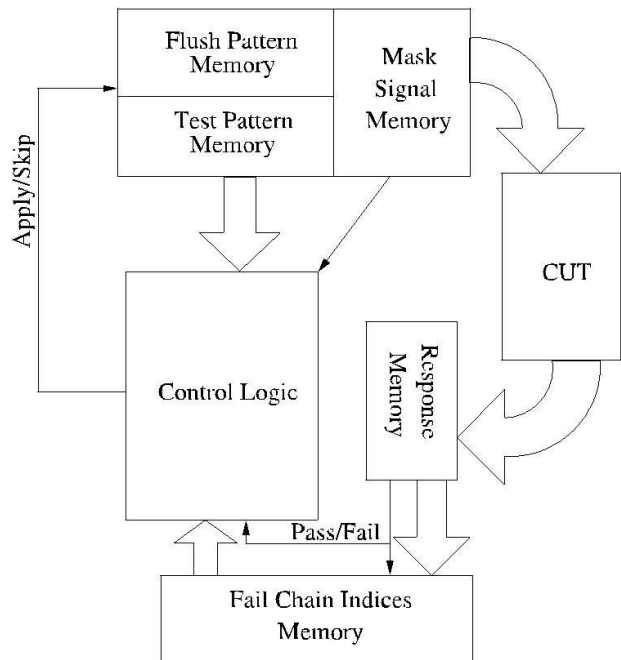 Flush Pattern
Memory
Test Pattern
Memory
Mask
Signal
Memory
Apply/Skip
CUT
Control Logic
Response
Memory
Pass/Fail
Fail Chain Indices
Memory